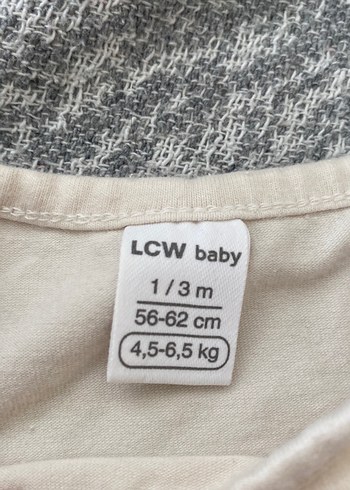 LCW baby
1 / 3 m
56-62 cm
4,5-6,5 kg